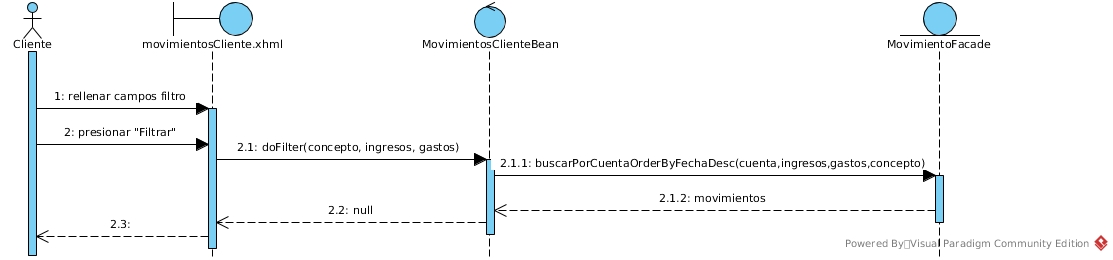 Cliente
movimientosCliente.xhml
MovimientosClienteBean
MovimientoFacade
1: rellenar campos filtro
2: presionar "Filtrar"
2.1: doFilter(concepto, ingresos, gastos)
2.1.1: buscarPorCuentaOrderByFechaDesc(cuenta,ingresos,gastos,concepto)
2.1.2: movimientos
2.2: null
2.3:
Powered By Visual Paradigm Community Edition